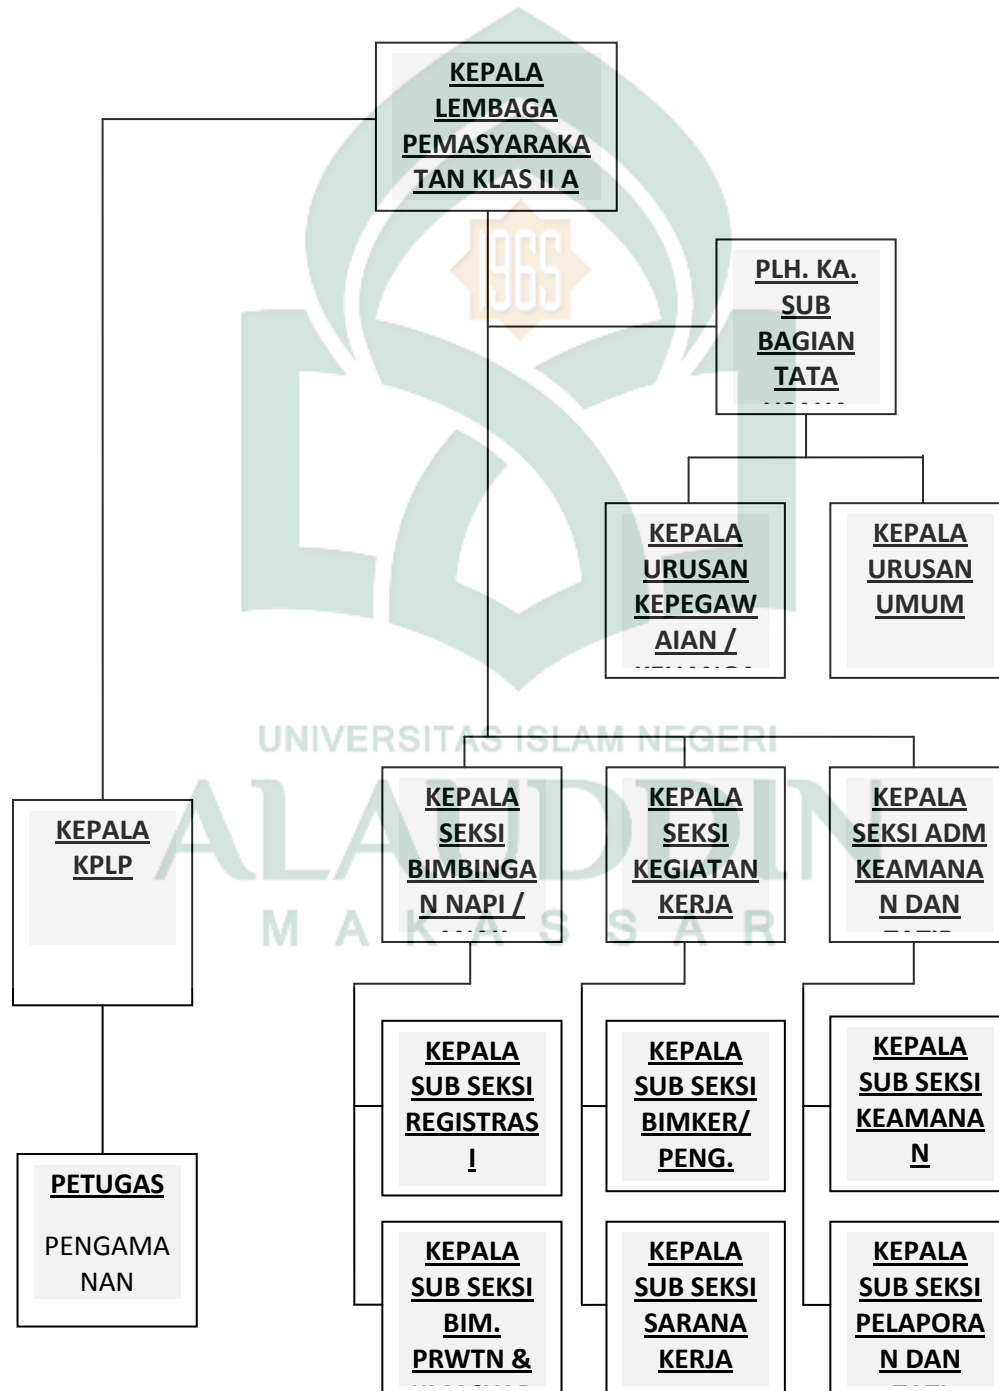 KEPALA
LEMBAGA
PEMASYARAKA
TAN KLAS II A
1965
PLH. KA.
SUB
BAGIAN
TATA
KEPALA
URUSAN
KEPEGAW
AIAN /
KEPALA
URUSAN
UMUM
UNIVERSITAS ISLAM NEGERI
ALAUDDIN
MAKASSAR
KEPALA
KPLP
KEPALA
SEKSI
BIMBINGA
N NAPI /
KEPALA
SEKSI
KEGIATAN
KERJA
KEPALA
SEKSI ADM
KEAMANA
N DAN
KEPALA
SUB SEKSI
REGISTRAS
I
KEPALA
SUB SEKSI
BIMKER/
PENG.
KEPALA
SUB SEKSI
KEAMANA
N
PETUGAS
PENGAMA
NAN
KEPALA
SUB SEKSI
BIM.
PRWTN &
KEPALA
SUB SEKSI
SARANA
KERJA
KEPALA
SUB SEKSI
PELAPORA
N DAN